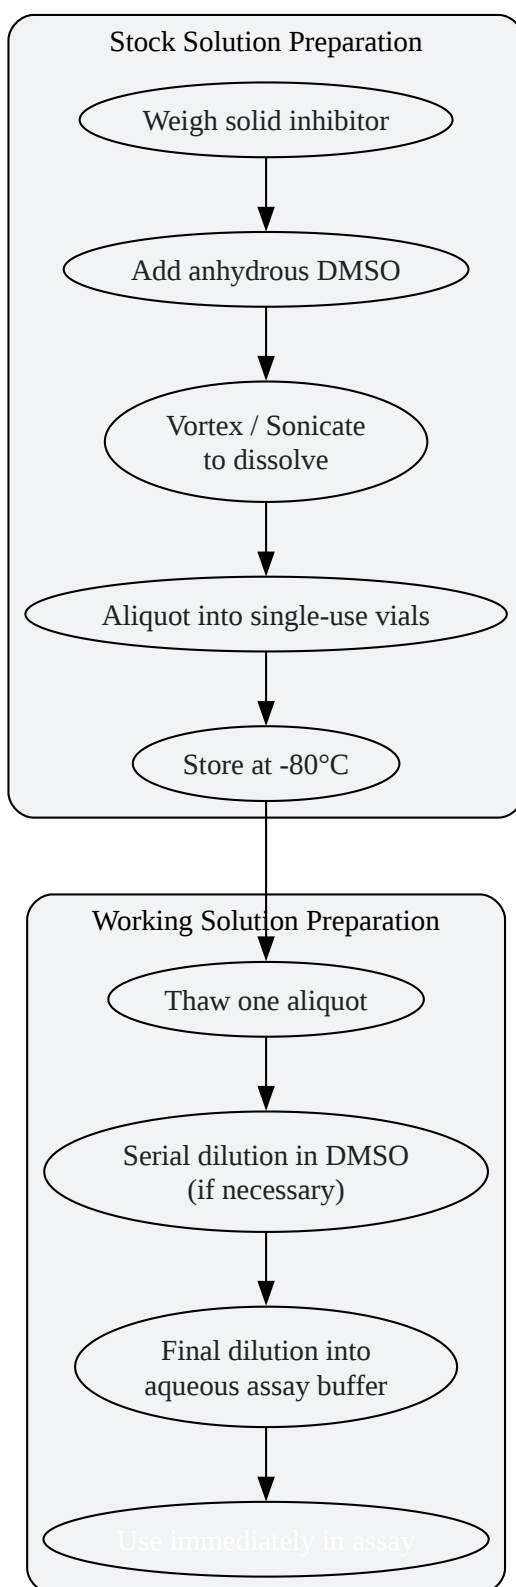 Stock Solution Preparation
Weigh solid inhibitor
Add anhydrous DMSO
Vortex / Sonicate
to dissolve
Aliquot into single-use vials
Store at -80°C
Working Solution Preparation
Thaw one aliquot
Serial dilution in DMSO
(if necessary)
Final dilution into
aqueous assay buffer
Use immediately in assay